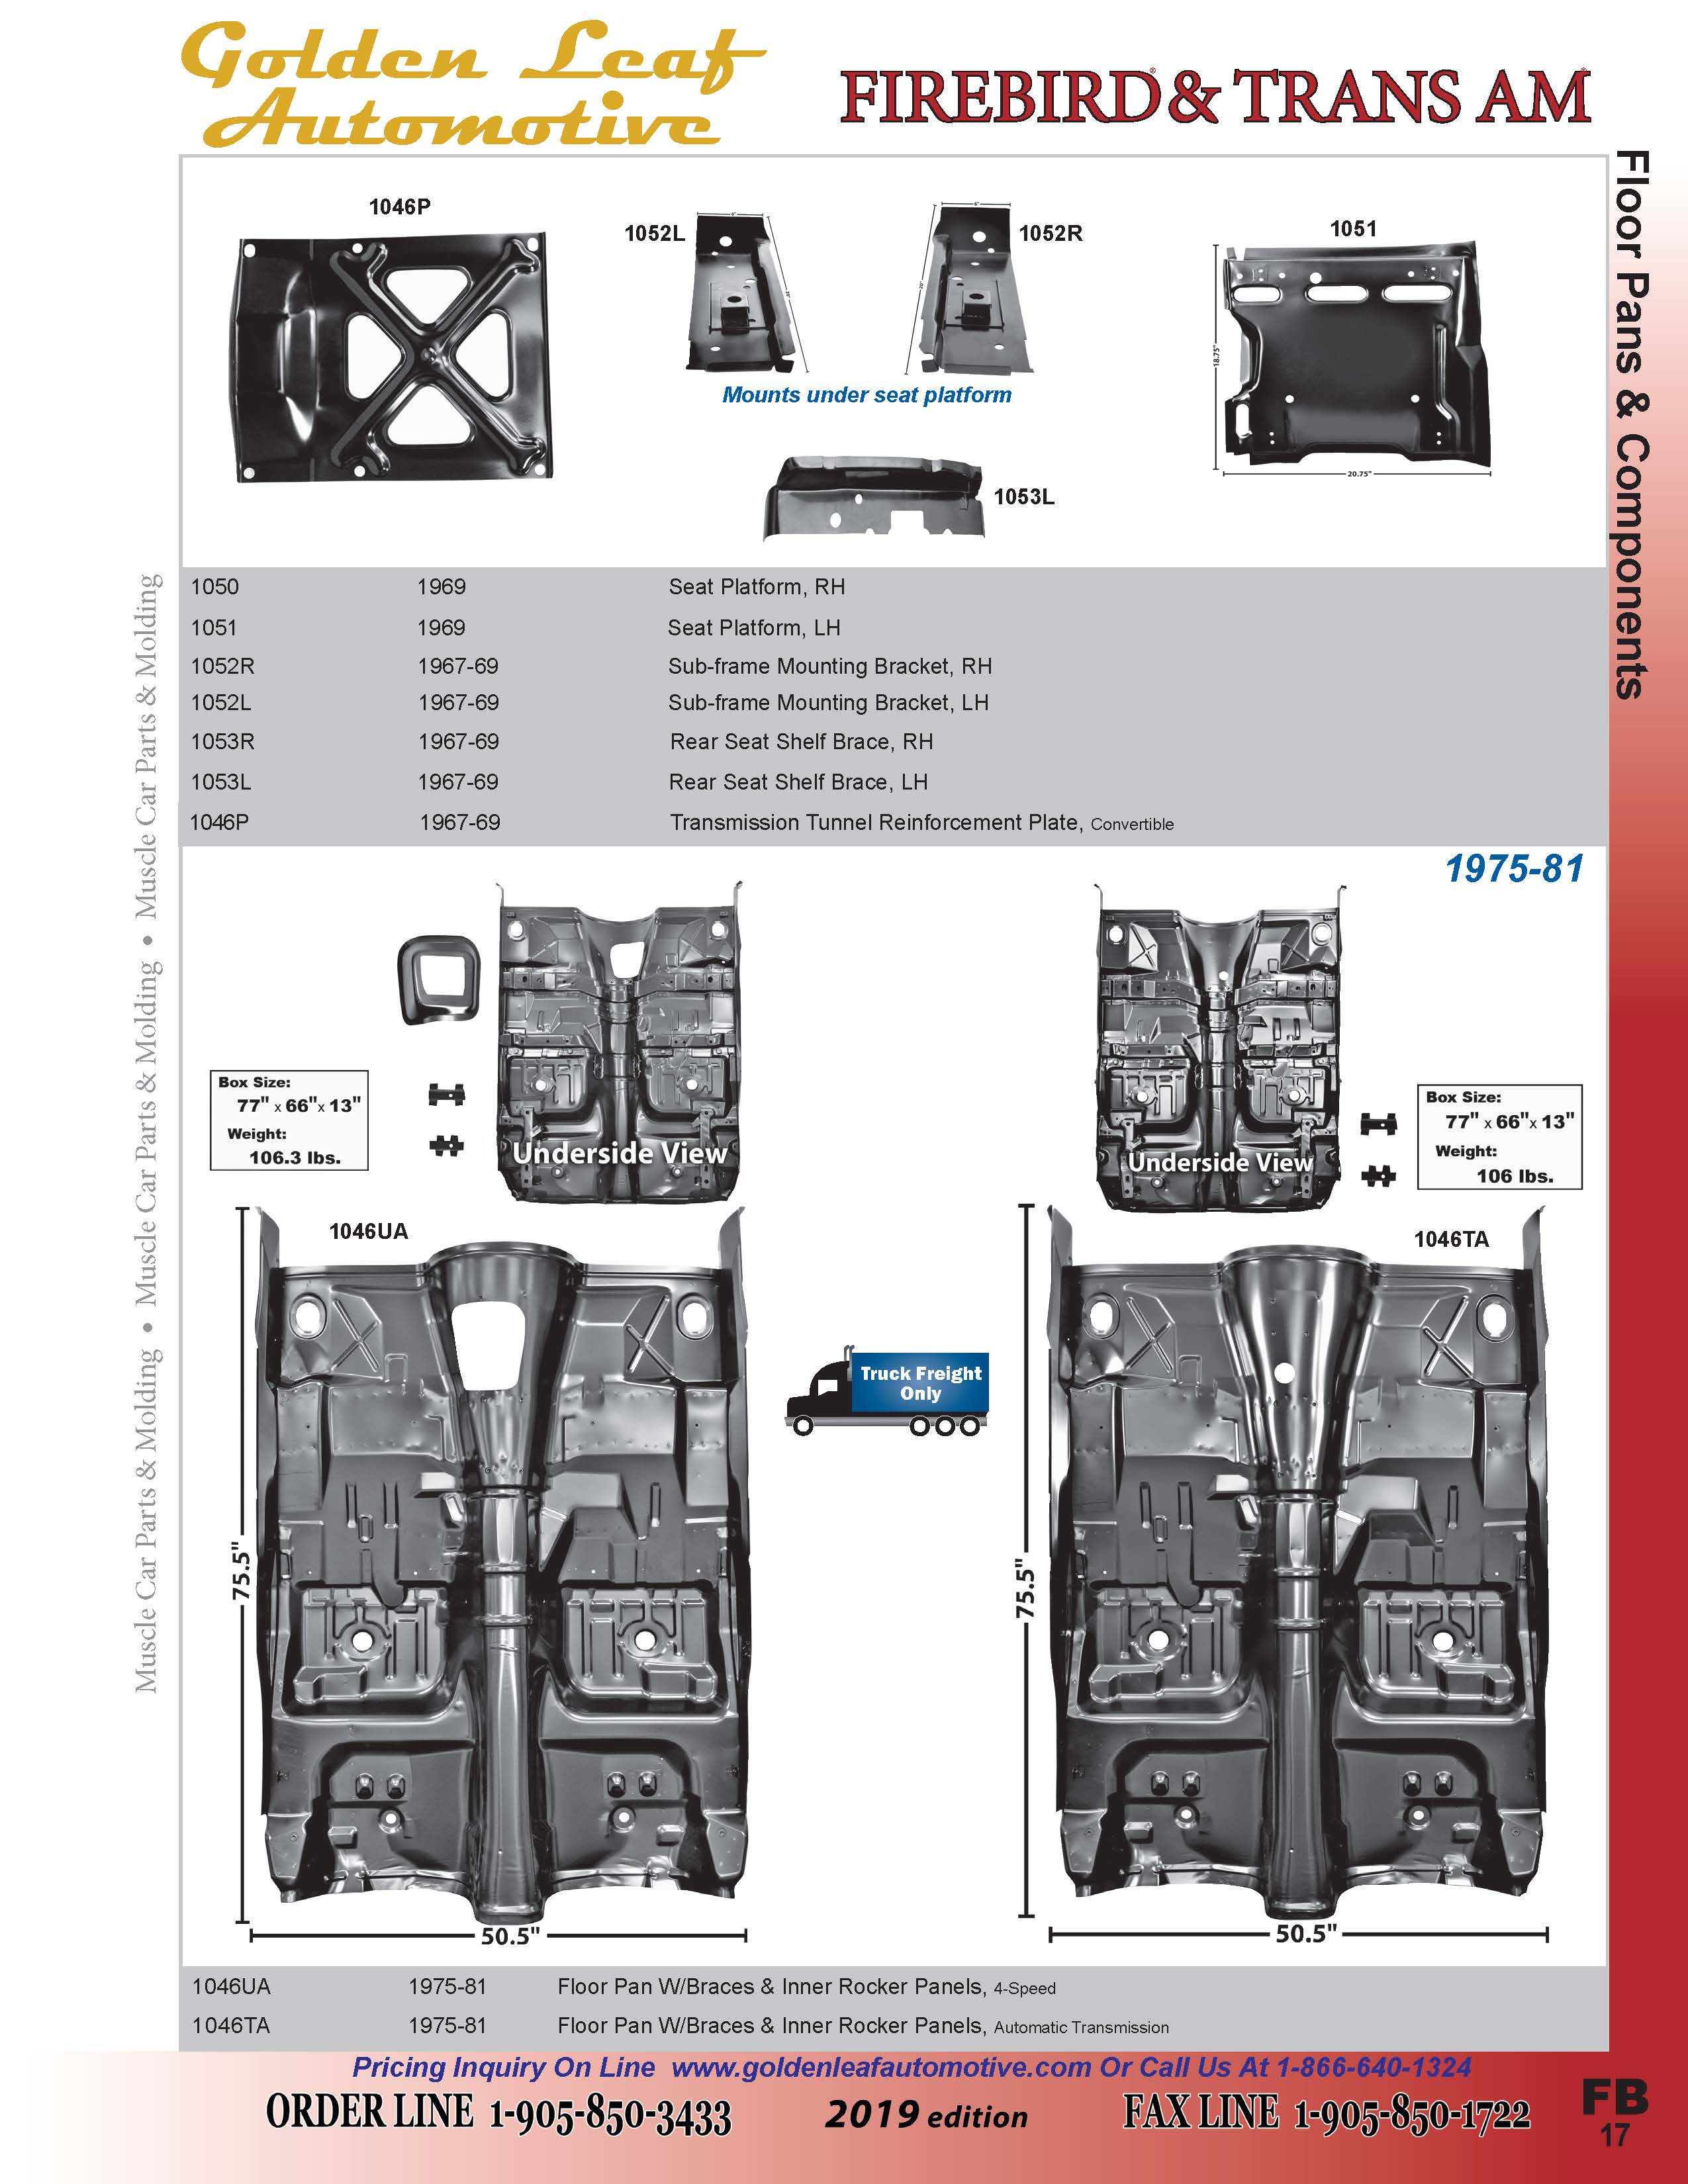 Golden Leaf
Automotive
FIREBIRD® & TRANS AM®
Floor Pans & Components
1046P
1052L
6"
20"
1052R
6"
20"
1051
18.75"
20.75"
Mounts under seat platform
1053L
1050 1969 Seat Platform, RH
1051 1969 Seat Platform, LH
1052R 1967-69 Sub-frame Mounting Bracket, RH
1052L 1967-69 Sub-frame Mounting Bracket, LH
1053R 1967-69 Rear Seat Shelf Brace, RH
1053L 1967-69 Rear Seat Shelf Brace, LH
1046P 1967-69 Transmission Tunnel Reinforcement Plate, Convertible
Muscle Car Parts & Molding • Muscle Car Parts & Molding • Muscle Car Parts & Molding
1975-81
Box Size:
77" x 66"x 13"
Weight:
106.3 lbs.
Underside View
1046UA
75.5"
50.5"
Truck Freight
Only
Underside View
Box Size:
77" x 66"x 13"
Weight:
106 lbs.
1046TA
75.5"
50.5"
1046UA 1975-81 Floor Pan W/Braces & Inner Rocker Panels, 4-Speed
1046TA 1975-81 Floor Pan W/Braces & Inner Rocker Panels, Automatic Transmission
Pricing Inquiry On Line www.goldenleafautomotive.com Or Call Us At 1-866-640-1324
ORDER LINE 1-905-850-3433 2019 edition FAX LINE 1-905-850-1722
FB
17